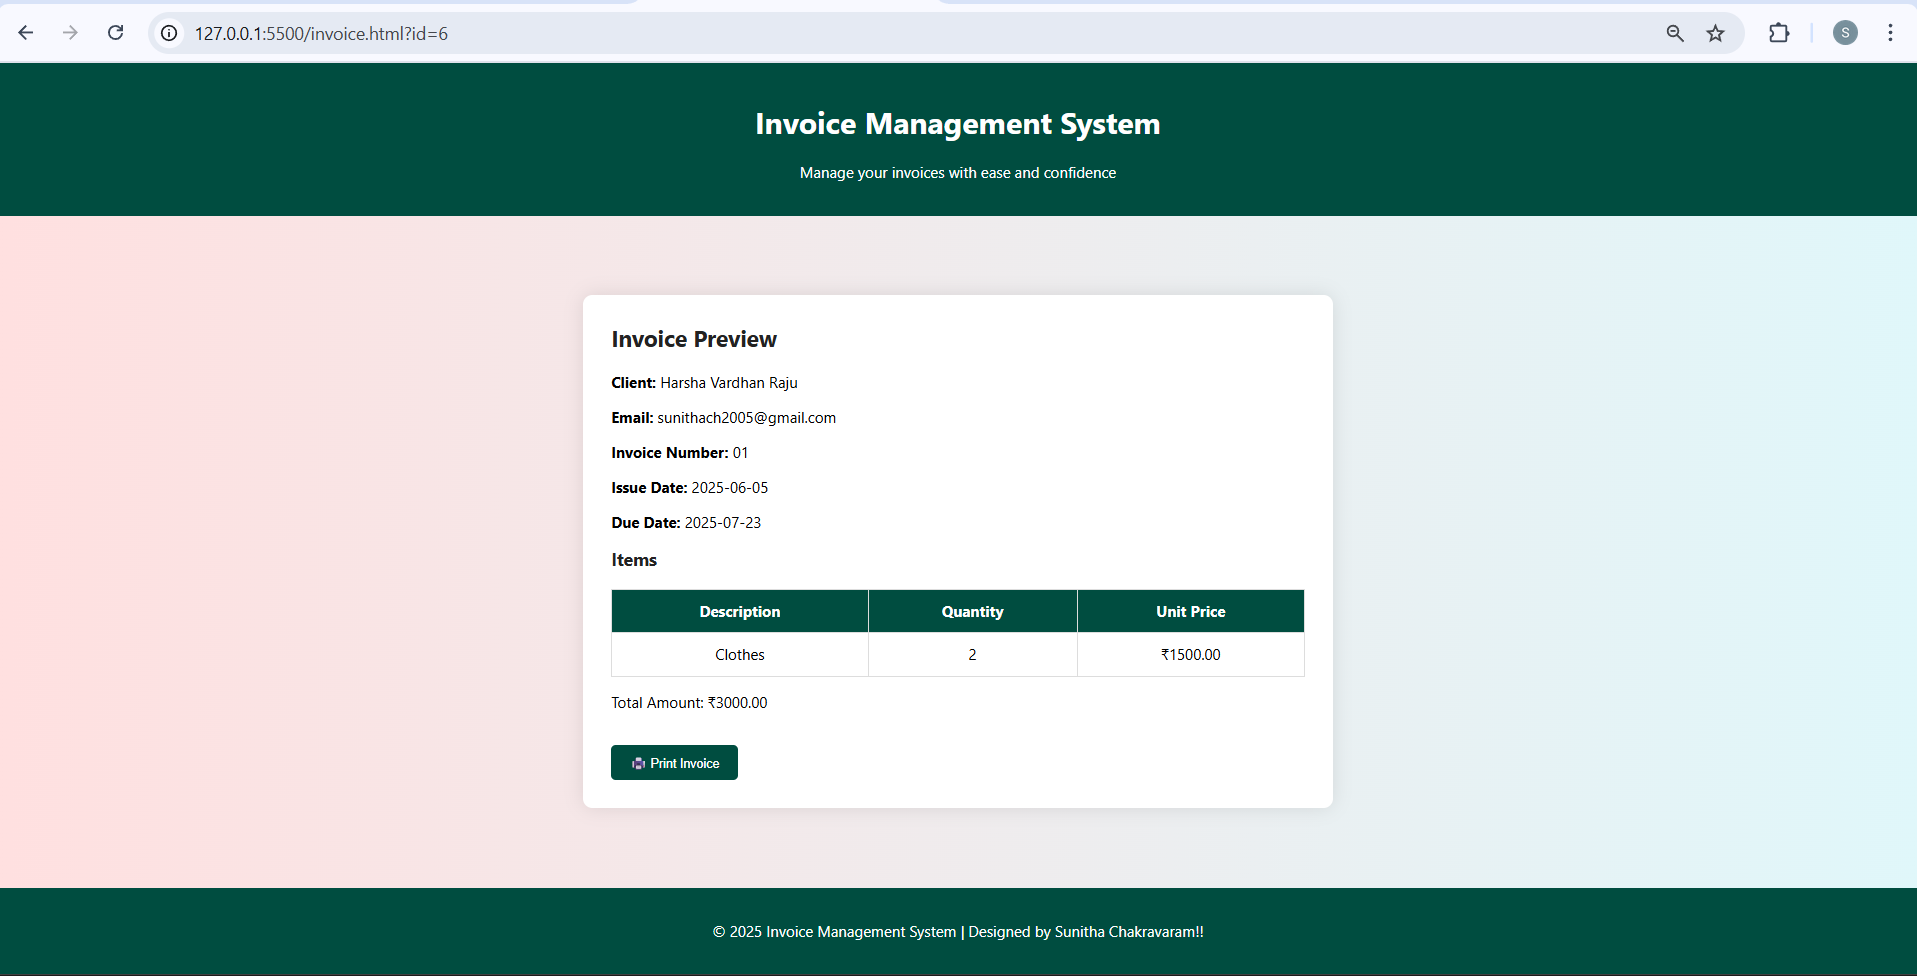 127.0.0.1:5500/invoice.html?id=6
S
Invoice Management System
Manage your invoices with ease and confidence
Invoice Preview
Client: Harsha Vardhan Raju
Email: sunithach2005@gmail.com
Invoice Number: 01
Issue Date: 2025-06-05
Due Date: 2025-07-23
Items
Description Quantity Unit Price
Clothes 2 ₹1500.00
Total Amount: ₹3000.00
Print Invoice
© 2025 Invoice Management System | Designed by Sunitha Chakravaram!!